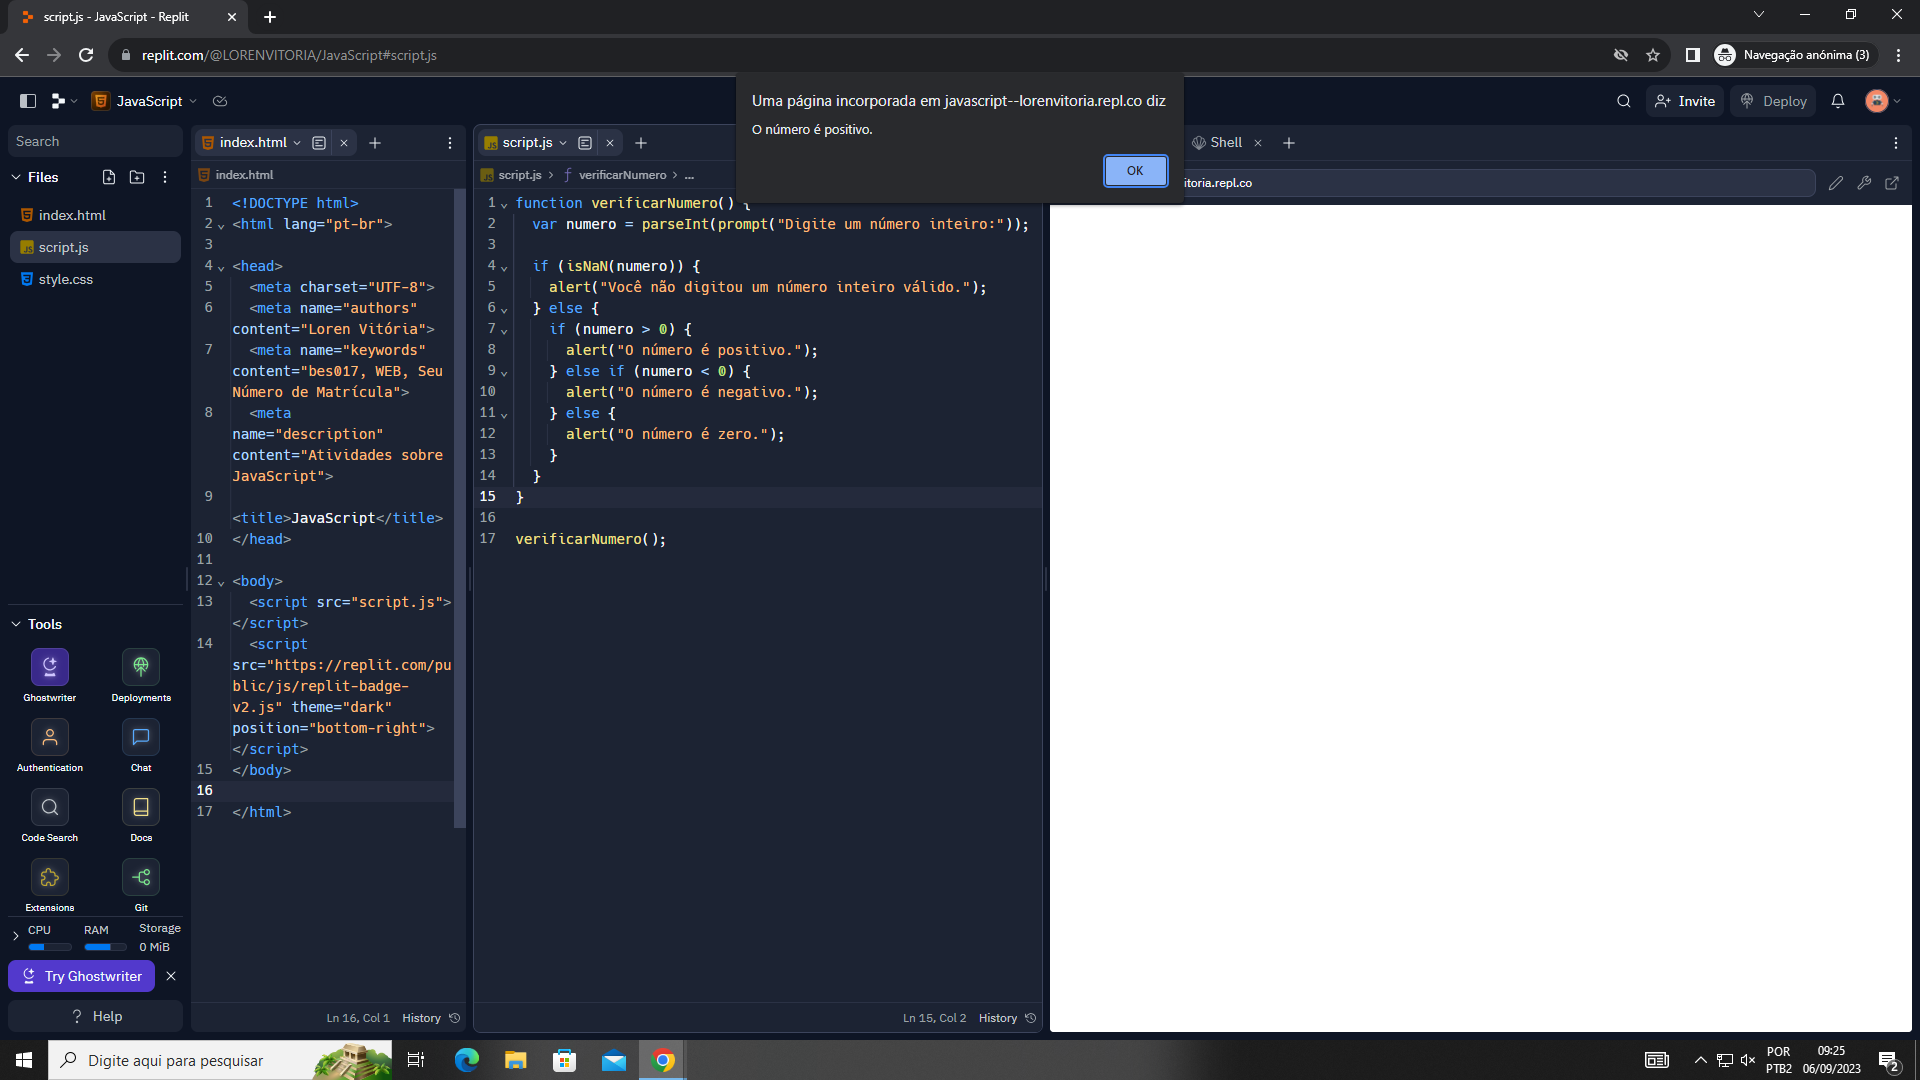 script.js - JavaScript - Replit
replit.com/@LORENVITORIA/JavaScript#script.js
Navegação anónima (3)
JavaScript
Uma página incorporada em javascript--lorenvitoria.repl.co diz
O número é positivo.
OK
Invite
Deploy
Search
Files
index.html
script.js
style.css
index.html
index.html
1 <!DOCTYPE html>
2 <html lang="pt-br">
3
4 <head>
5 <meta charset="UTF-8">
6 <meta name="authors"
content="Loren Vitória">
7 <meta name="keywords"
content="bes017, WEB, Seu
Número de Matrícula">
8 <meta
name="description"
content="Atividades sobre
JavaScript">
9
<title>JavaScript</title>
10 </head>
11
12 <body>
13 <script src="script.js">
</script>
14 <script
src="https://replit.com/pu
blic/js/replit-badge-
v2.js" theme="dark"
position="bottom-right">
</script>
15 </body>
16
17 </html>
Ln 16, Col 1 History
script.js
script.js > verificarNumero > ...
1 function verificarNumero() {
2 var numero = parseInt(prompt("Digite um número inteiro:"));
3
4 if (isNaN(numero)) {
5 alert("Você não digitou um número inteiro válido.");
6 } else {
7 if (numero > 0) {
8 alert("O número é positivo.");
9 } else if (numero < 0) {
10 alert("O número é negativo.");
11 } else {
12 alert("O número é zero.");
13 }
14 }
15 }
16
17 verificarNumero();
Ln 15, Col 2 History
Shell
itoria.repl.co
Tools
Ghostwriter
Deployments
Authentication
Chat
Code Search
Docs
Extensions
Git
CPU RAM Storage
0 MiB
Try Ghostwriter
? Help
Digite aqui para pesquisar
POR
PTB2
09:25
06/09/2023
2